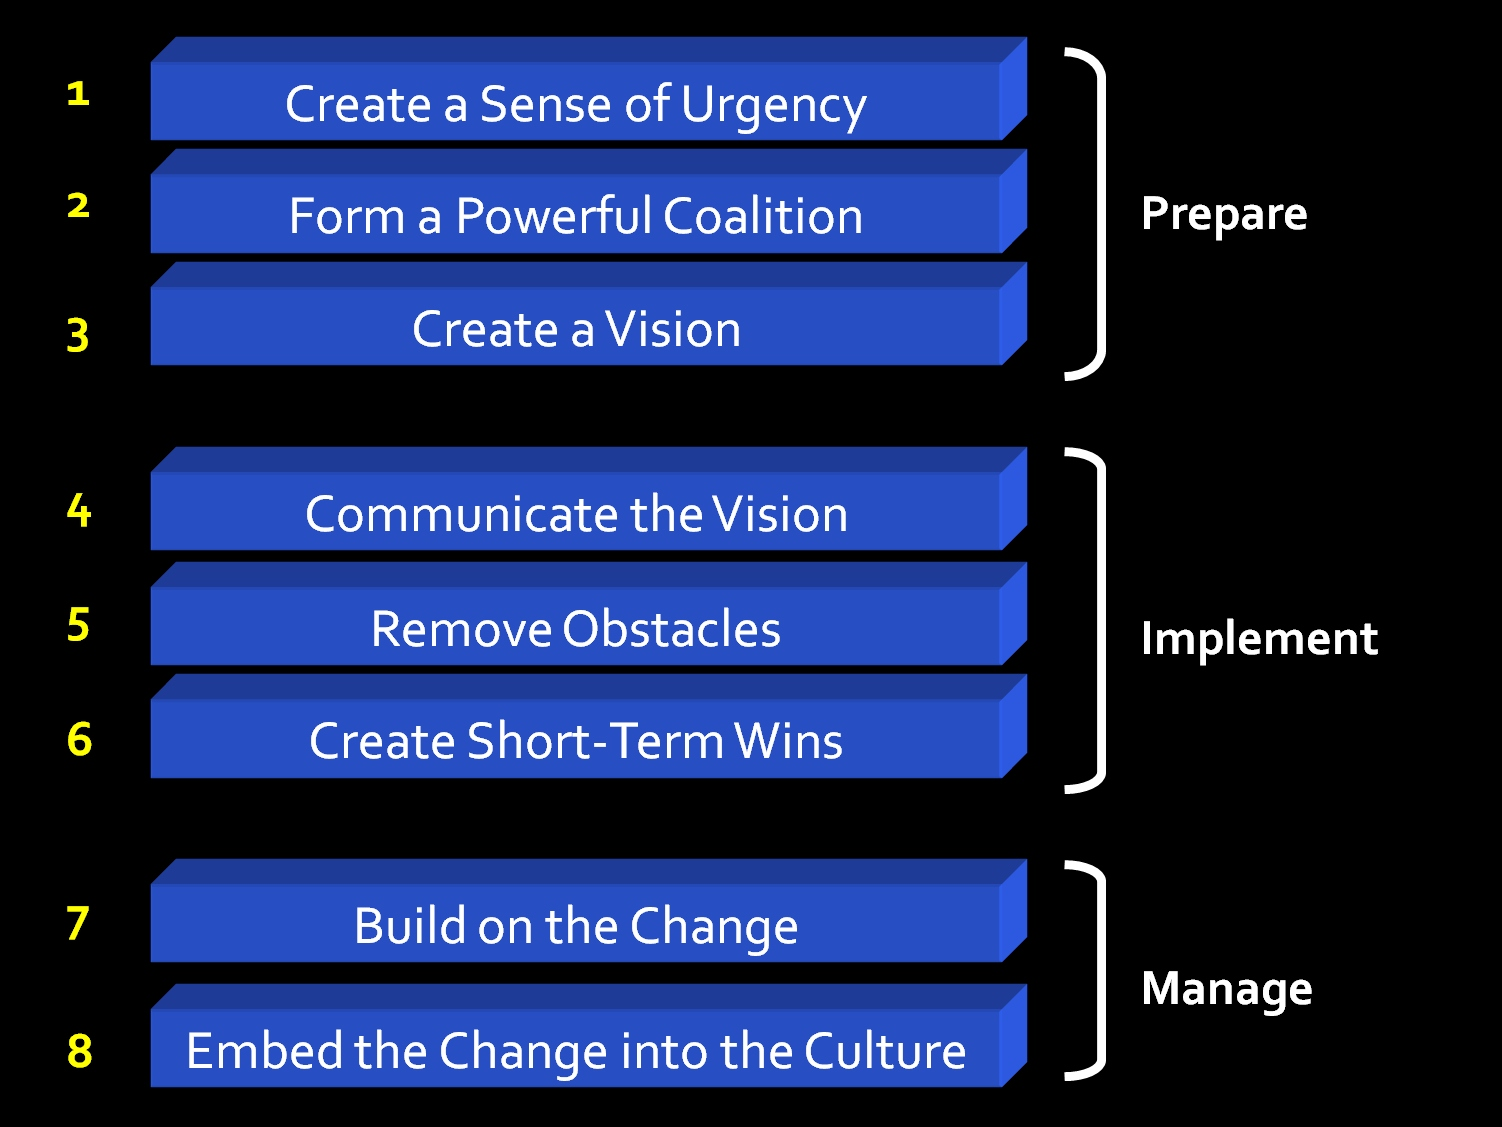 1
Create a Sense of Urgency
2
Form a Powerful Coalition
Prepare
3
Create a Vision
4
Communicate the Vision
5
Remove Obstacles
Implement
6
Create Short-Term Wins
7
Build on the Change
Manage
8
Embed the Change into the Culture